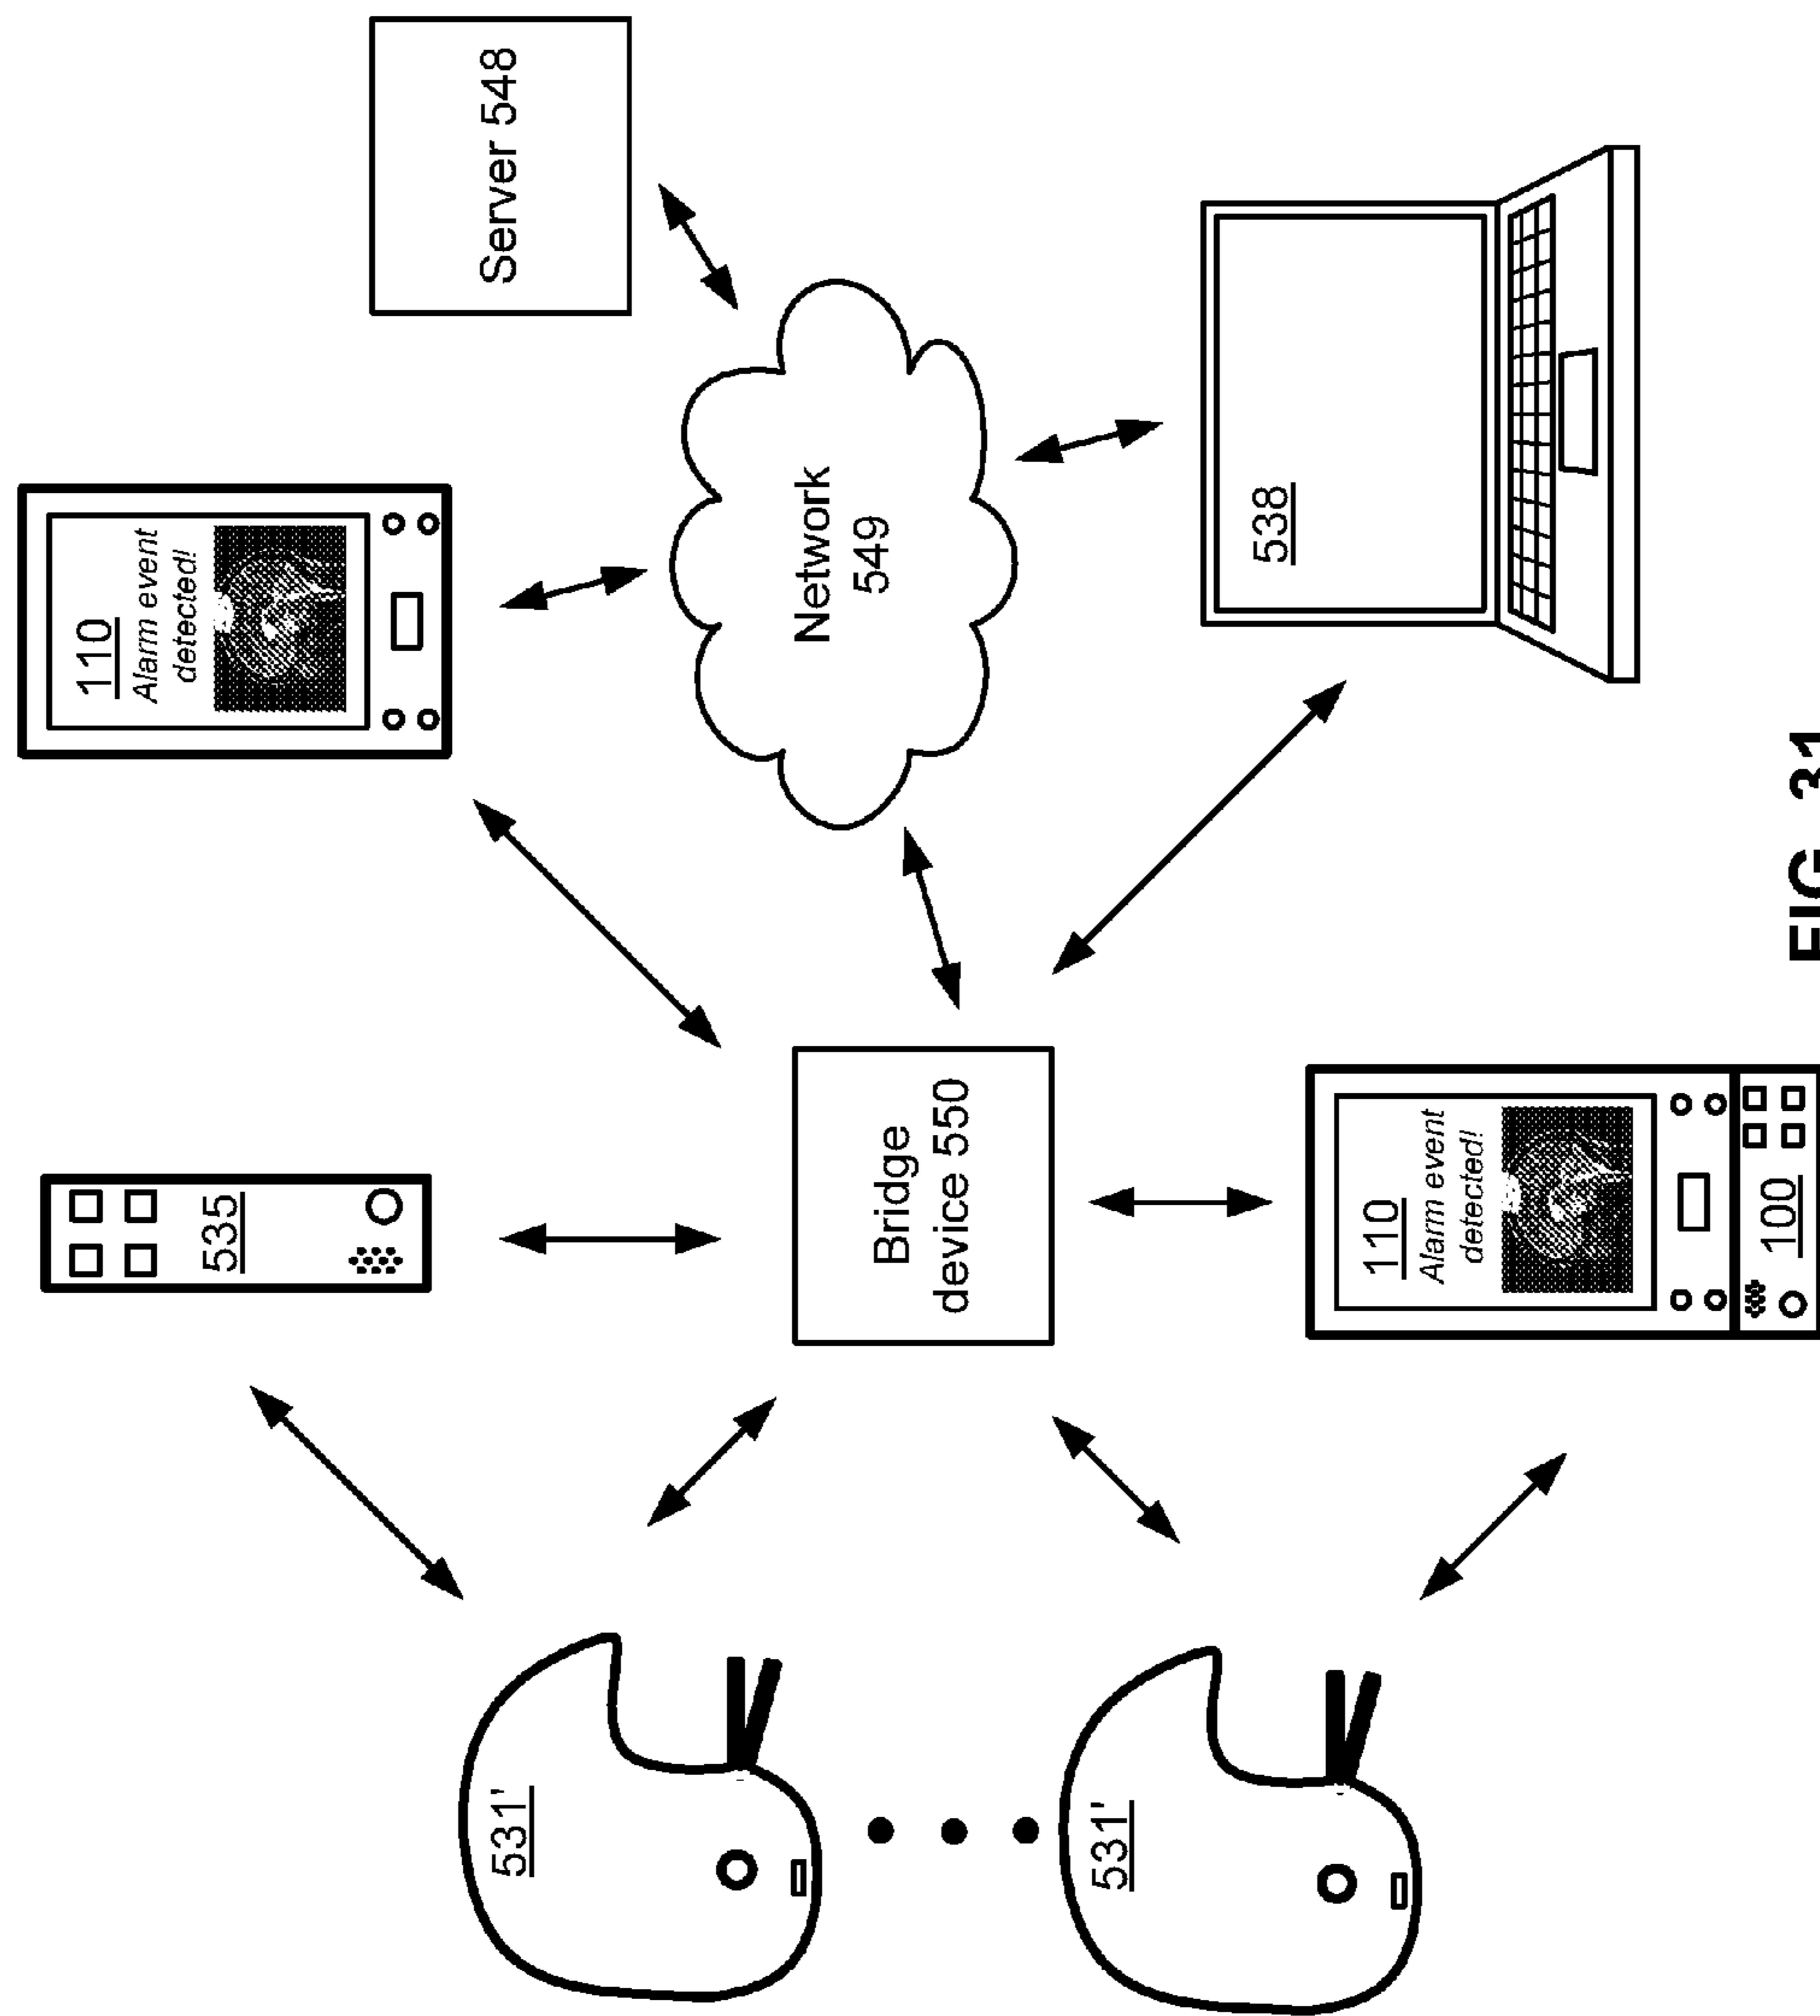 531'
531'
535
Bridge
device 550
110
Alarm event
detected!
100
110
Alarm event
detected!
Network
549
538
Server 548
FIG. 31